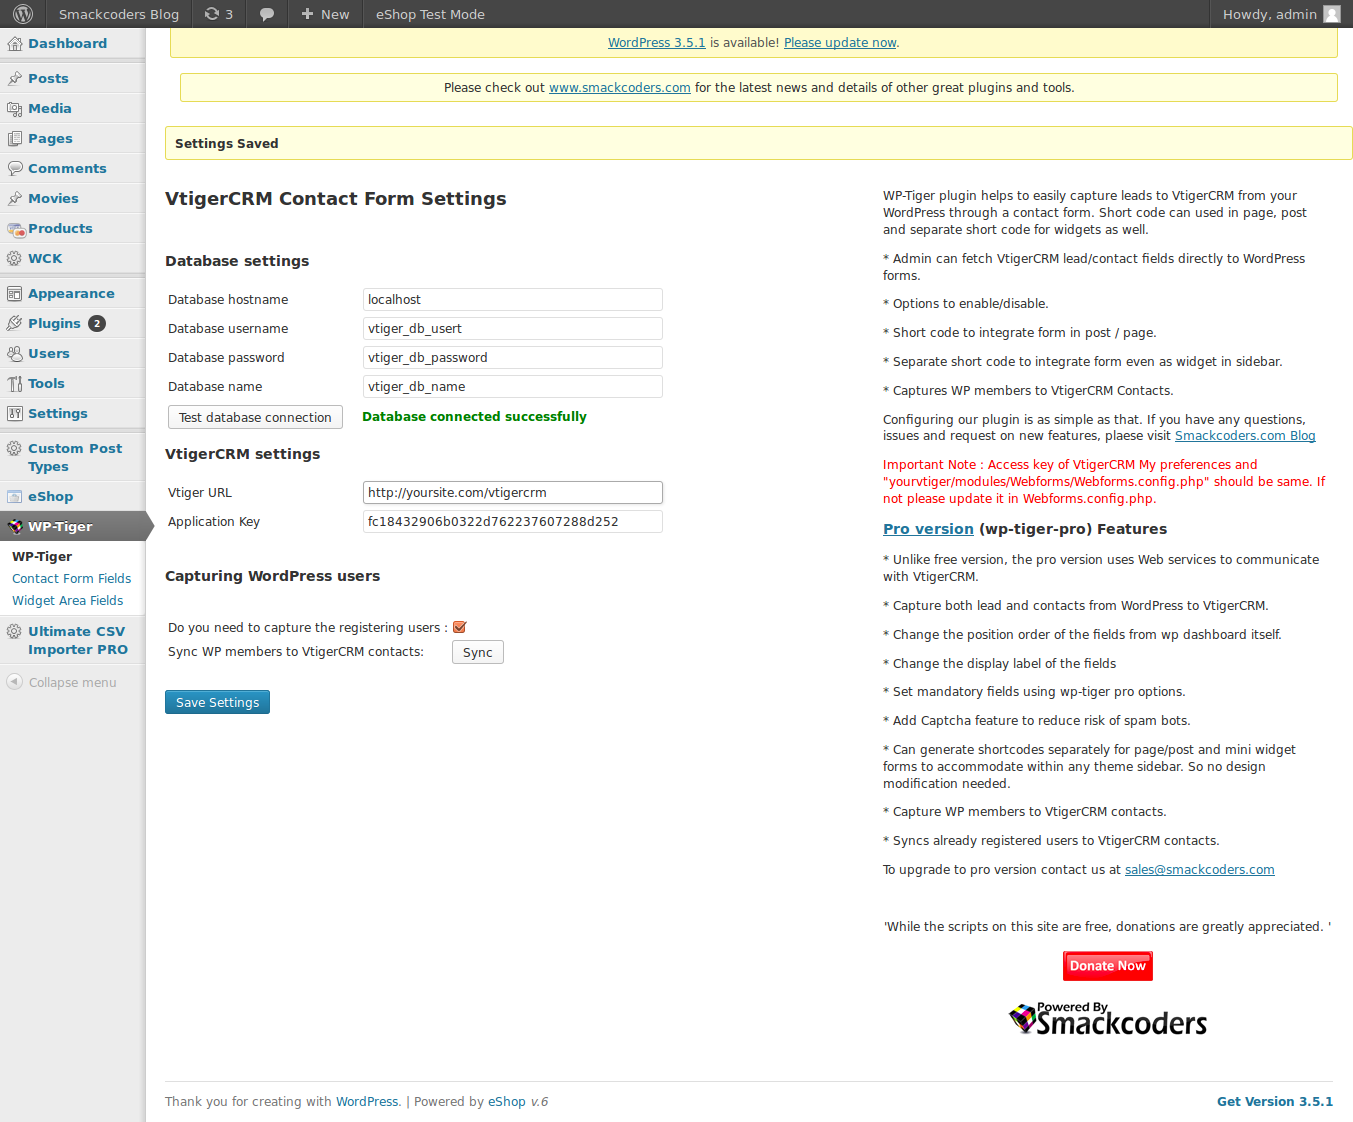 Smackcoders Blog 3 New eShop Test Mode Howdy, admin
Dashboard
Posts
Media
Pages
Comments
Movies
Products
WCK
Appearance
Plugins 2
Users
Tools
Settings
Custom Post
Types
eShop
WP-Tiger
WP-Tiger
Contact Form Fields
Widget Area Fields
Ultimate CSV
Importer PRO
Collapse menu
WordPress 3.5.1 is available! Please update now.
Please check out www.smackcoders.com for the latest news and details of other great plugins and tools.
Settings Saved
VtigerCRM Contact Form Settings
Database settings
Database hostname localhost
Database username vtiger_db_usert
Database password vtiger_db_password
Database name vtiger_db_name
Test database connection Database connected successfully
VtigerCRM settings
Vtiger URL http://yoursite.com/vtigercrm
Application Key fc18432906b0322d762237607288d252
Capturing WordPress users
Do you need to capture the registering users :
Sync WP members to VtigerCRM contacts: Sync
Save Settings
WP-Tiger plugin helps to easily capture leads to VtigerCRM from your
WordPress through a contact form. Short code can used in page, post
and separate short code for widgets as well.
* Admin can fetch VtigerCRM lead/contact fields directly to WordPress
forms.
* Options to enable/disable.
* Short code to integrate form in post / page.
* Separate short code to integrate form even as widget in sidebar.
* Captures WP members to VtigerCRM Contacts.
Configuring our plugin is as simple as that. If you have any questions,
issues and request on new features, plaese visit Smackcoders.com Blog
Important Note : Access key of VtigerCRM My preferences and
"yourvtiger/modules/Webforms/Webforms.config.php" should be same. If
not please update it in Webforms.config.php.
Pro version (wp-tiger-pro) Features
* Unlike free version, the pro version uses Web services to communicate
with VtigerCRM.
* Capture both lead and contacts from WordPress to VtigerCRM.
* Change the position order of the fields from wp dashboard itself.
* Change the display label of the fields
* Set mandatory fields using wp-tiger pro options.
* Add Captcha feature to reduce risk of spam bots.
* Can generate shortcodes separately for page/post and mini widget
forms to accommodate within any theme sidebar. So no design
modification needed.
* Capture WP members to VtigerCRM contacts.
* Syncs already registered users to VtigerCRM contacts.
To upgrade to pro version contact us at sales@smackcoders.com
'While the scripts on this site are free, donations are greatly appreciated. '
Donate Now
Powered By
Smackcoders
Thank you for creating with WordPress. | Powered by eShop v.6
Get Version 3.5.1